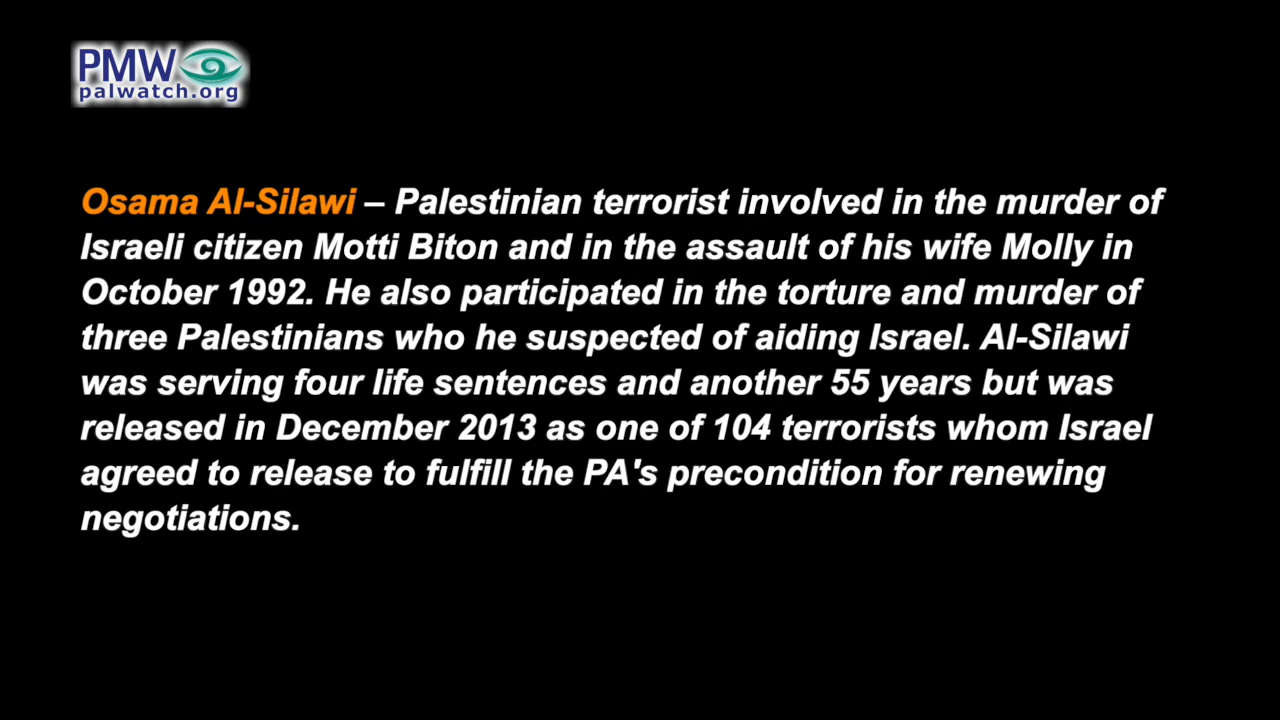 PMW
palwatch.org
Osama Al-Silawi – Palestinian terrorist involved in the murder of
Israeli citizen Motti Biton and in the assault of his wife Molly in
October 1992. He also participated in the torture and murder of
three Palestinians who he suspected of aiding Israel. Al-Silawi
was serving four life sentences and another 55 years but was
released in December 2013 as one of 104 terrorists whom Israel
agreed to release to fulfill the PA's precondition for renewing
negotiations.